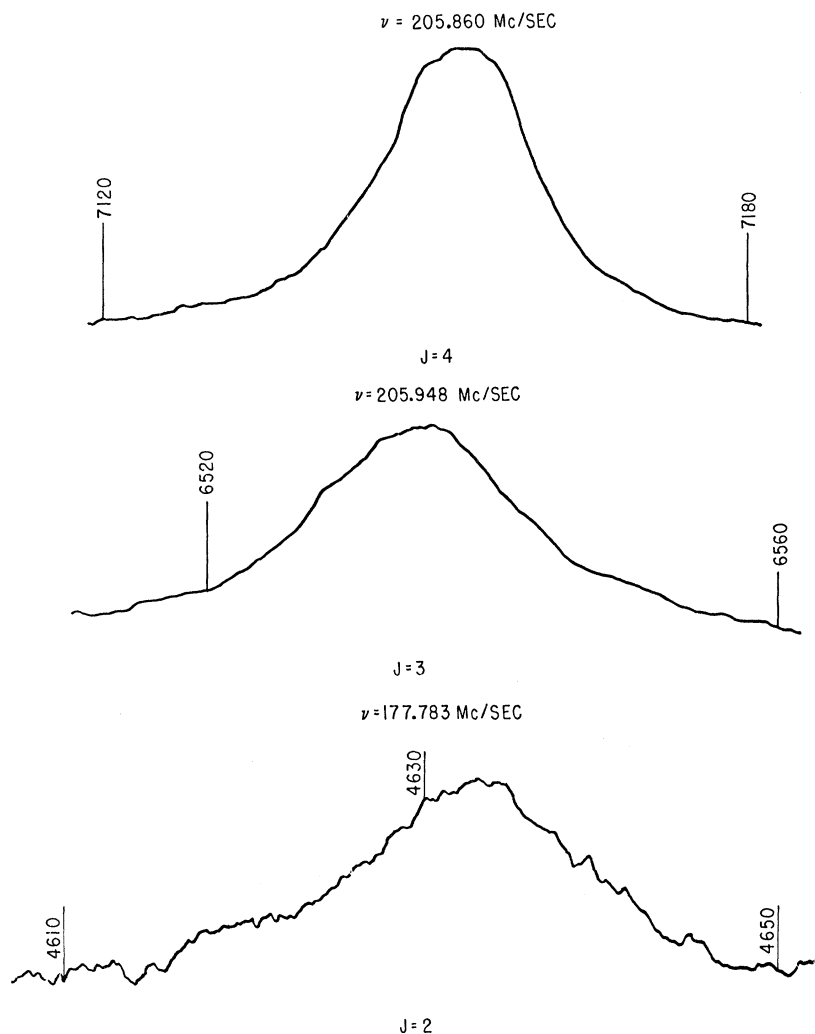 ν = 205.860 Mc/SEC
7120
7180
J=4
ν=205.948 Mc/SEC
6520
6560
J=3
ν=177.783 Mc/SEC
4630
4610
4650
J=2